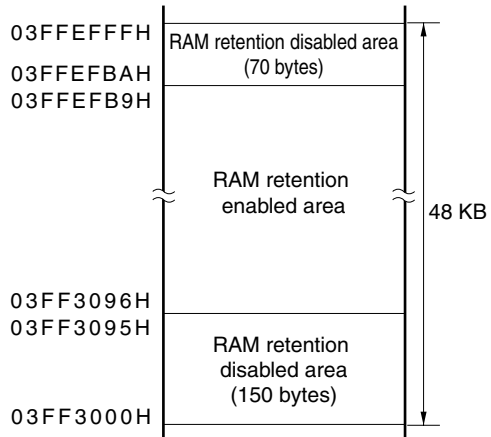 03FFEFFFH
RAM retention disabled area
(70 bytes)
03FFEFBAH
03FFEFB9H
RAM retention
enabled area
48 KB
03FF3096H
03FF3095H
RAM retention
disabled area
(150 bytes)
03FF3000H